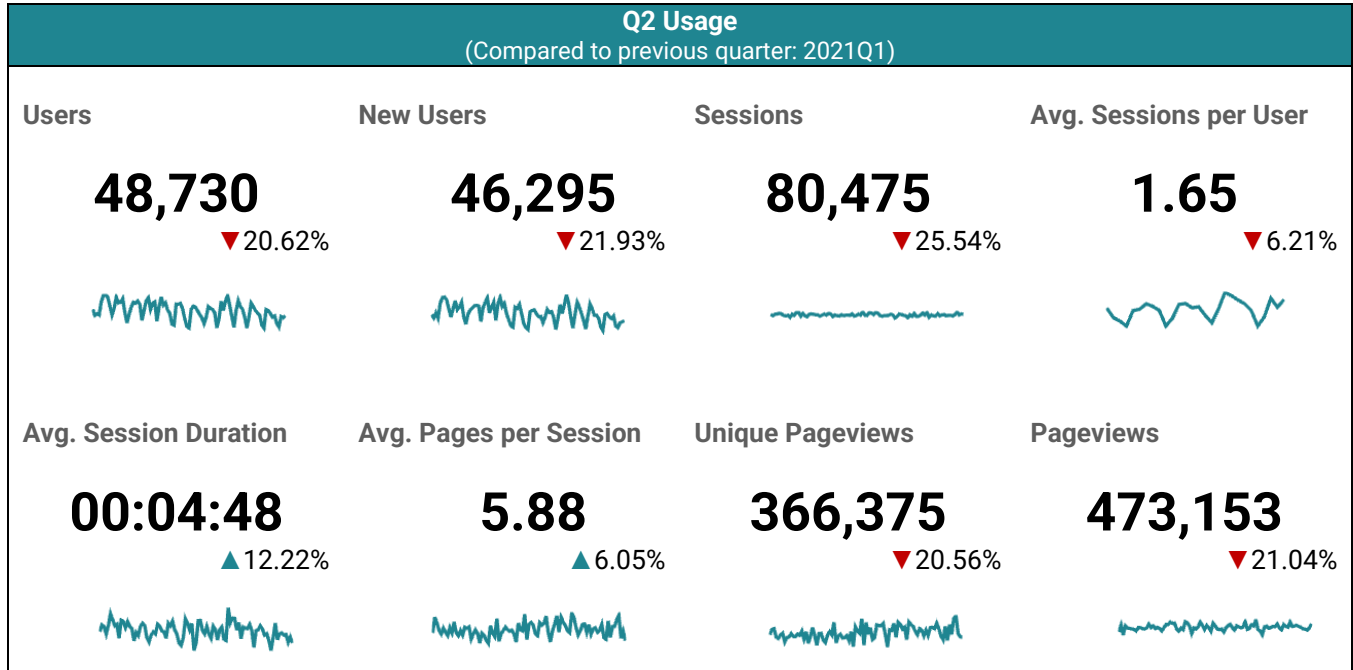 Q2 Usage
(Compared to previous quarter: 2021Q1)
Users
New Users
Sessions
Avg. Sessions per User
48,730
46,295
80,475
1.65
▼20.62%
▼21.93%
▼25.54%
▼6.21%
Avg. Session Duration
Avg. Pages per Session
Unique Pageviews
Pageviews
00:04:48
5.88
366,375
473,153
▲12.22%
▲6.05%
▼20.56%
▼21.04%